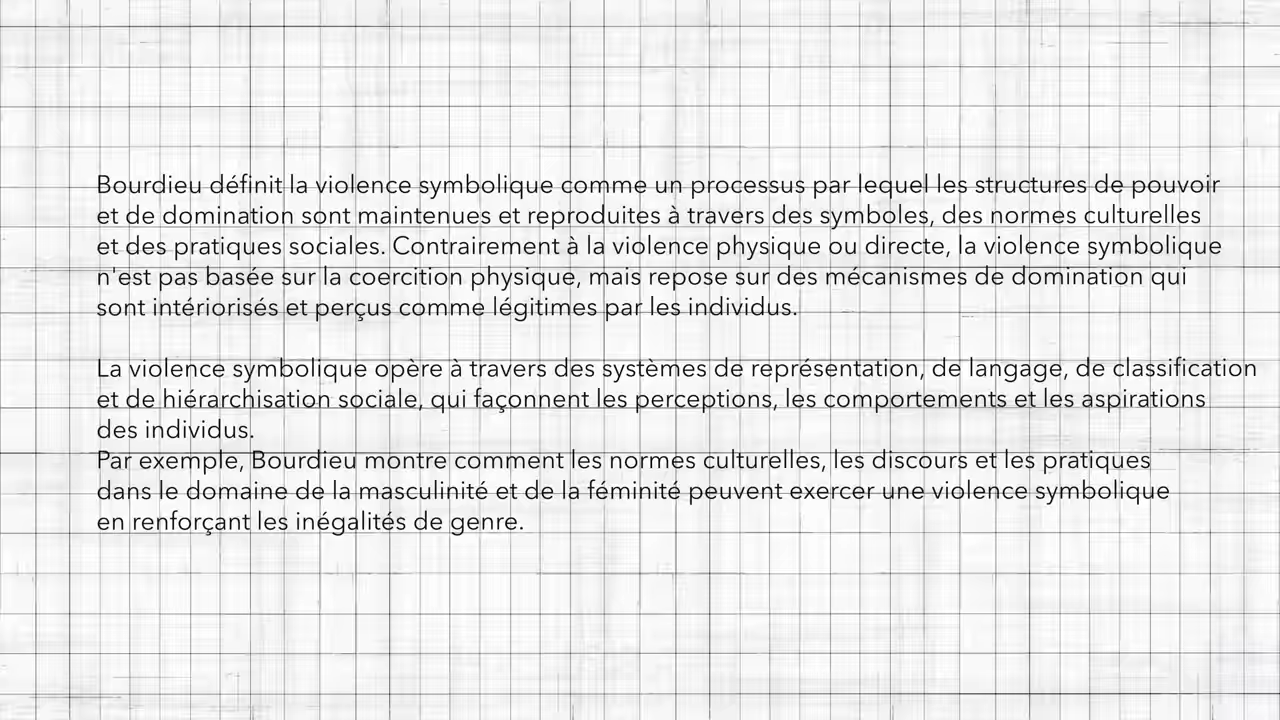 Bourdieu définit la violence symbolique comme un processus par lequel les structures de pouvoir
et de domination sont maintenues et reproduites à travers des symboles, des normes culturelles
et des pratiques sociales. Contrairement à la violence physique ou directe, la violence symbolique
n'est pas basée sur la coercition physique, mais repose sur des mécanismes de domination qui
sont intériorisés et perçus comme légitimes par les individus.
La violence symbolique opère à travers des systèmes de représentation, de langage, de classification
et de hiérarchisation sociale, qui façonnent les perceptions, les comportements et les aspirations
des individus.
Par exemple, Bourdieu montre comment les normes culturelles, les discours et les pratiques
dans le domaine de la masculinité et de la féminité peuvent exercer une violence symbolique
en renforçant les inégalités de genre.